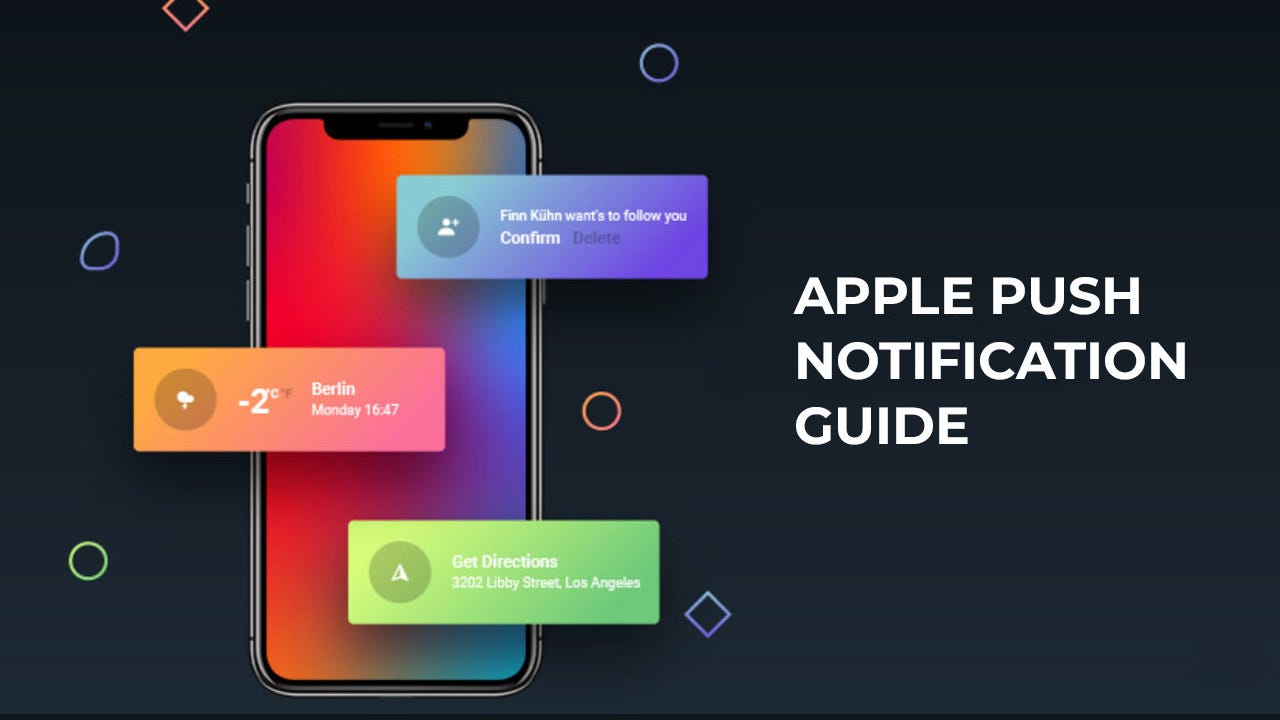 Finn Kühn want's to follow you
Confirm Delete
-2°C °F
Berlin
Monday 16:47
Get Directions
3202 Libby Street, Los Angeles
APPLE PUSH
NOTIFICATION
GUIDE